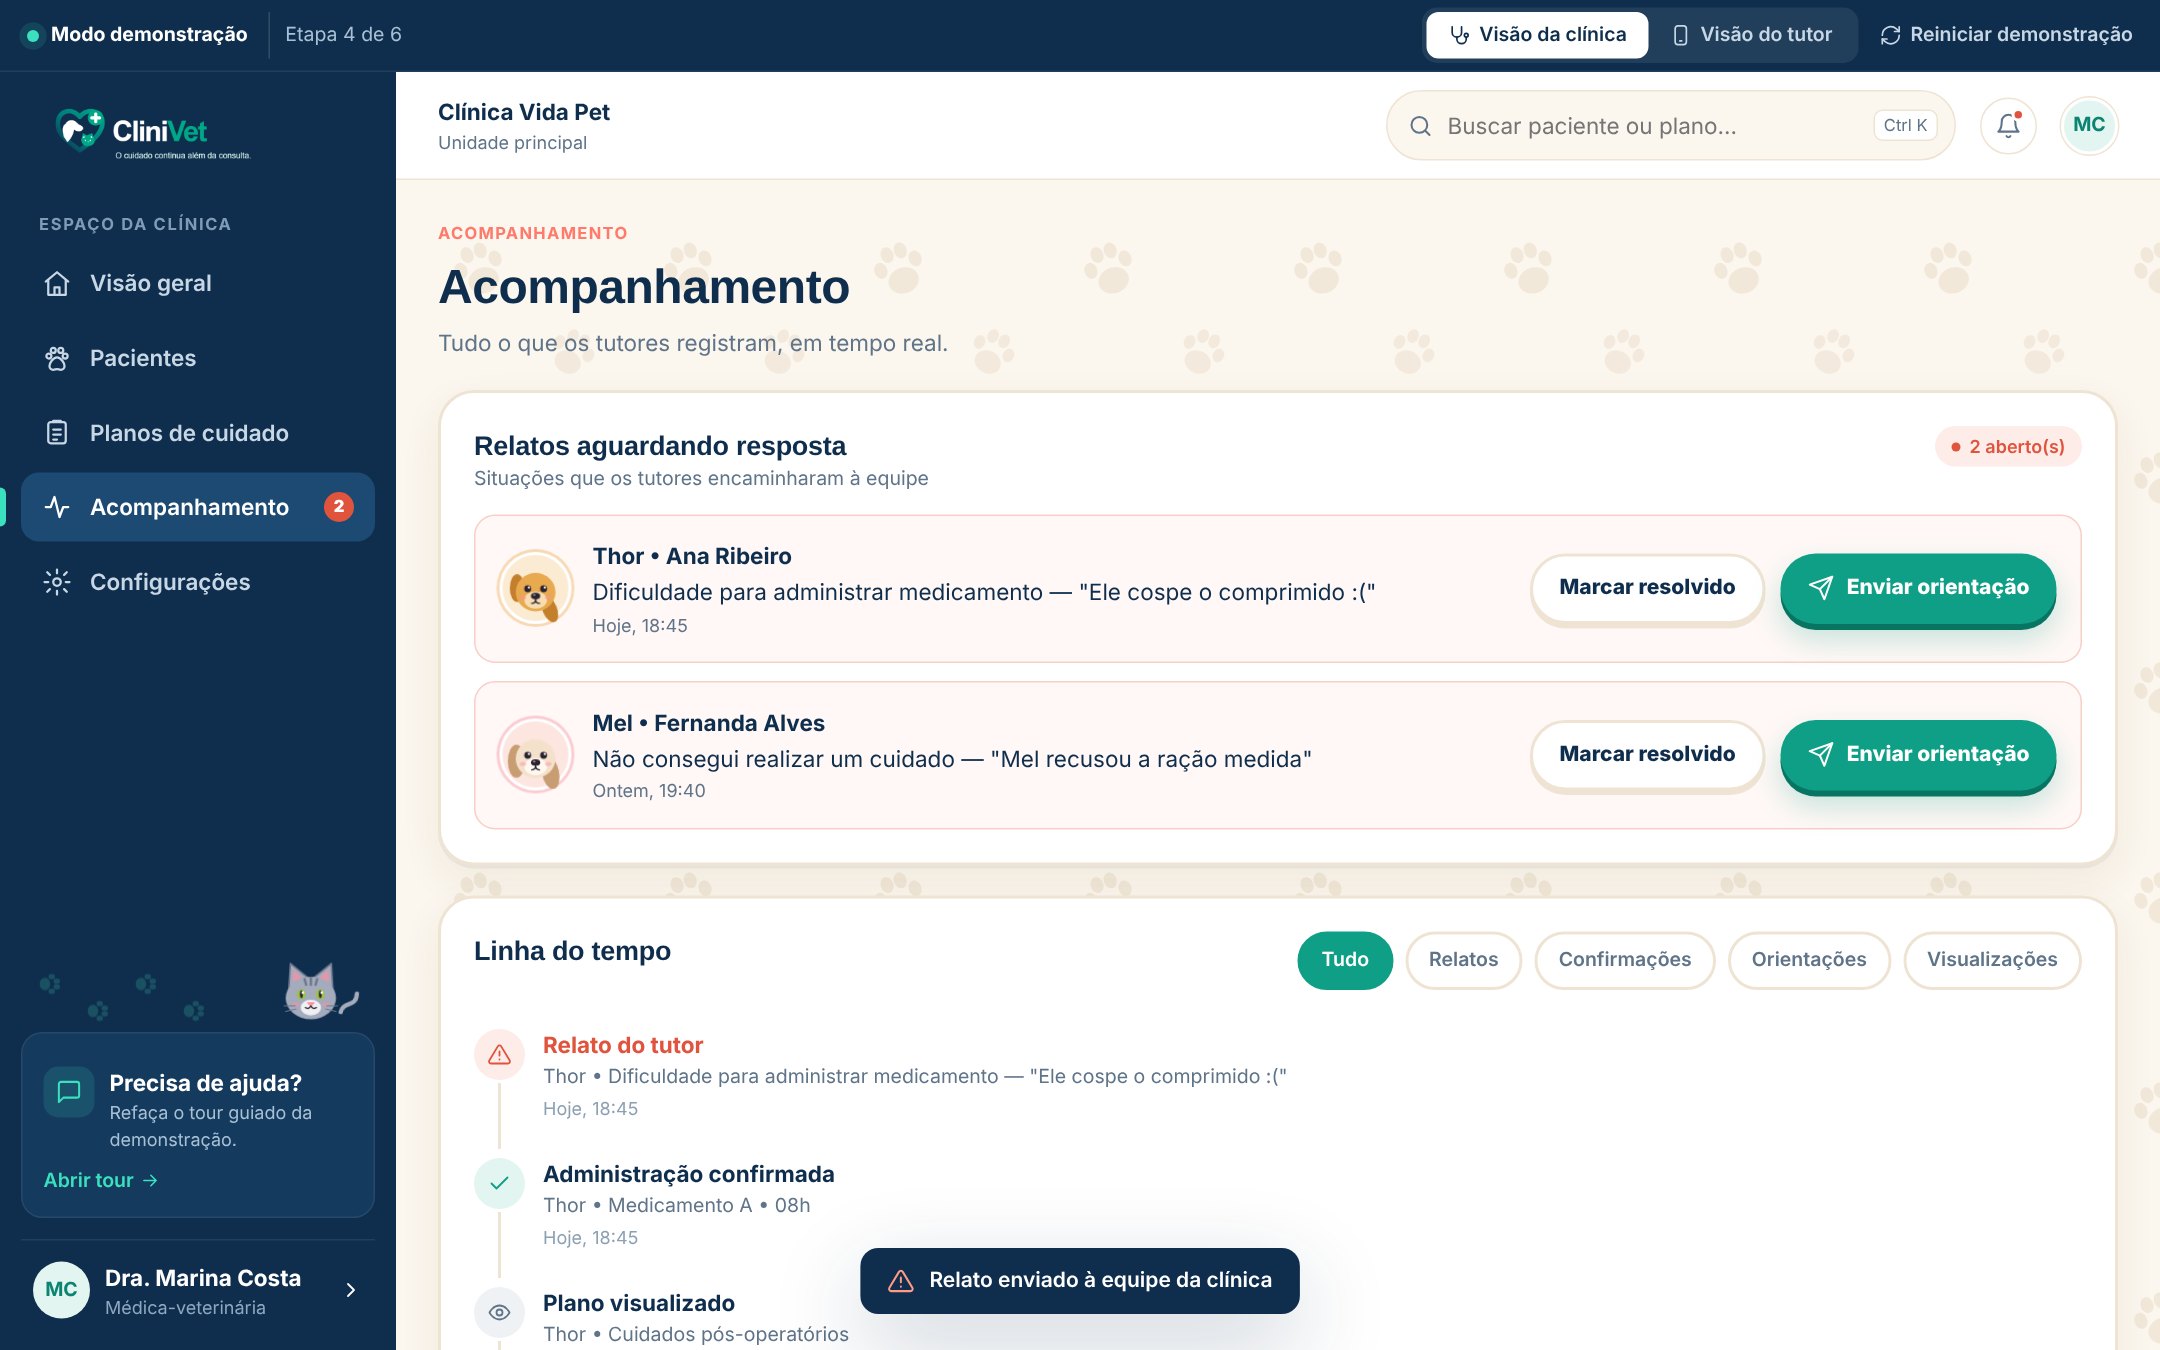 Modo demonstração
Etapa 4 de 6
Visão da clínica
Visão do tutor
Reiniciar demonstração
CliniVet
O cuidado continua além da consulta.
ESPAÇO DA CLÍNICA
Visão geral
Pacientes
Planos de cuidado
Acompanhamento
2
Configurações
Precisa de ajuda?
Refaça o tour guiado da
demonstração.
Abrir tour →
MC
Dra. Marina Costa
Médica-veterinária
Clínica Vida Pet
Unidade principal
Buscar paciente ou plano...
Ctrl K
MC
ACOMPANHAMENTO
Acompanhamento
Tudo o que os tutores registram, em tempo real.
Relatos aguardando resposta
Situações que os tutores encaminharam à equipe
2 aberto(s)
Thor • Ana Ribeiro
Dificuldade para administrar medicamento — "Ele cospe o comprimido :("
Hoje, 18:45
Marcar resolvido
Enviar orientação
Mel • Fernanda Alves
Não consegui realizar um cuidado — "Mel recusou a ração medida"
Ontem, 19:40
Marcar resolvido
Enviar orientação
Linha do tempo
Tudo
Relatos
Confirmações
Orientações
Visualizações
Relato do tutor
Thor • Dificuldade para administrar medicamento — "Ele cospe o comprimido :("
Hoje, 18:45
Administração confirmada
Thor • Medicamento A • 08h
Hoje, 18:45
Plano visualizado
Thor • Cuidados pós-operatórios
Relato enviado à equipe da clínica